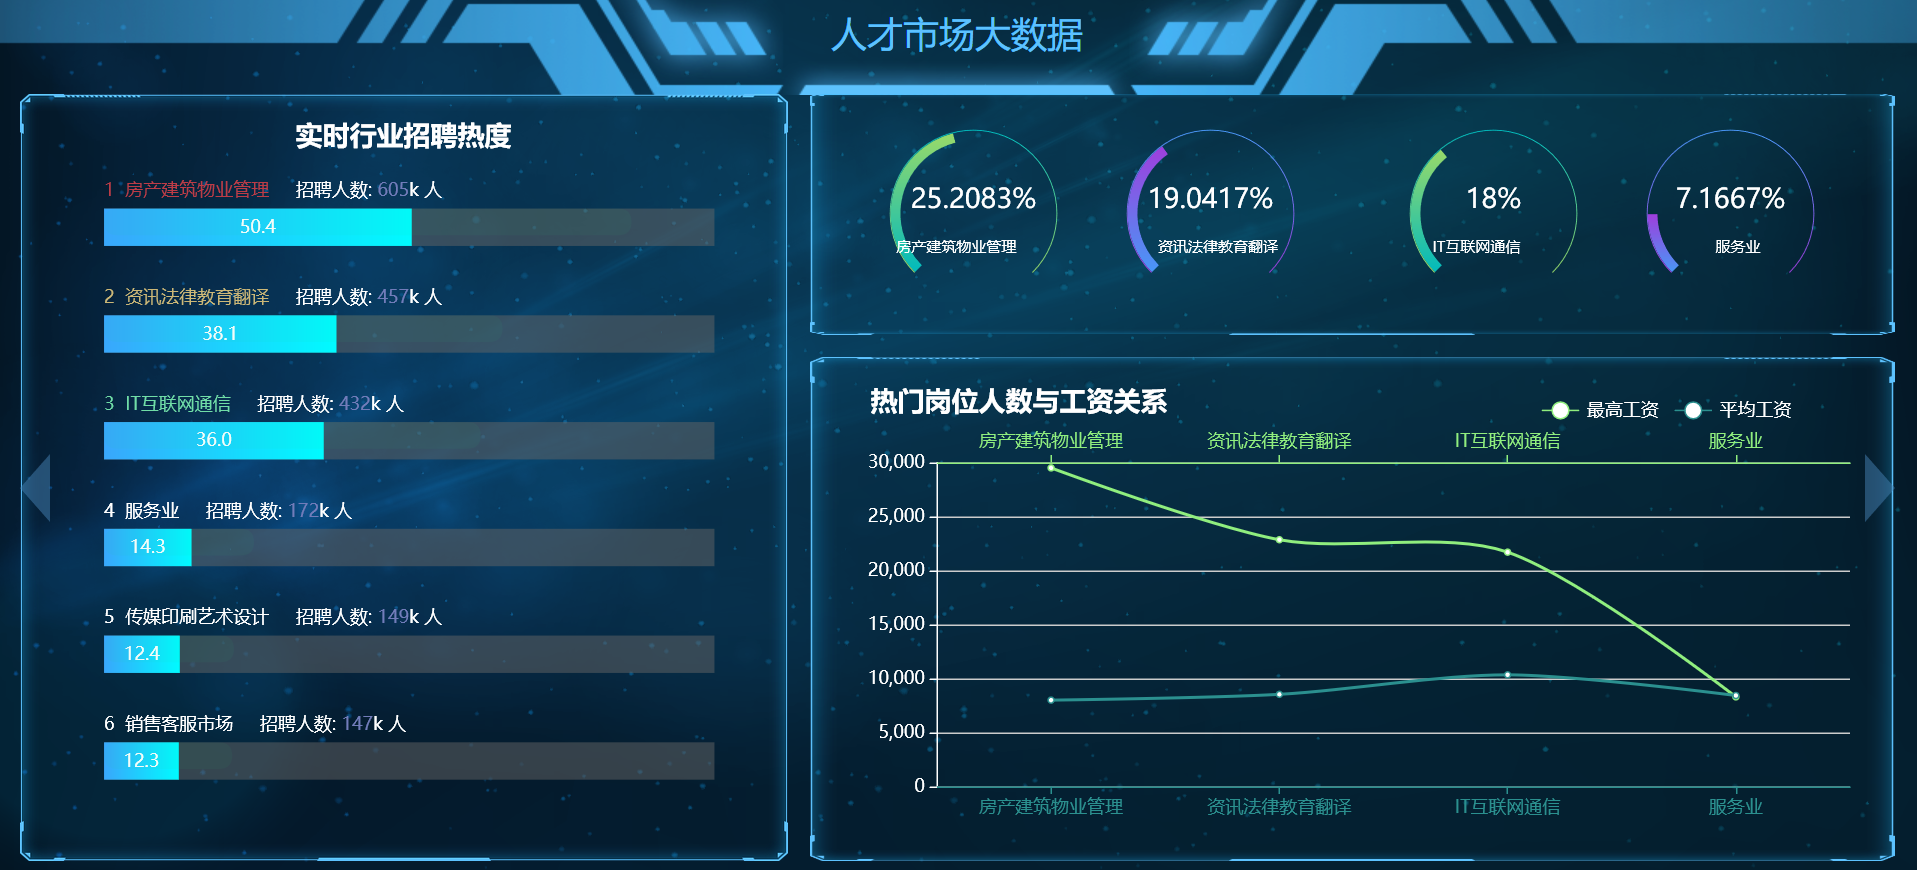 人才市场大数据
实时行业招聘热度
1 房产建筑物业管理 招聘人数: 605k 人
50.4
2 资讯法律教育翻译 招聘人数: 457k 人
38.1
3 IT互联网通信 招聘人数: 432k 人
36.0
4 服务业 招聘人数: 172k 人
14.3
5 传媒印刷艺术设计 招聘人数: 149k 人
12.4
6 销售客服市场 招聘人数: 147k 人
12.3
25.2083%
房产建筑物业管理
19.0417%
资讯法律教育翻译
18%
IT互联网通信
7.1667%
服务业
热门岗位人数与工资关系
最高工资 平均工资
房产建筑物业管理 资讯法律教育翻译 IT互联网通信 服务业
30,000
25,000
20,000
15,000
10,000
5,000
0
房产建筑物业管理 资讯法律教育翻译 IT互联网通信 服务业